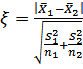 ξ = |X̄₁−X̄₂| / √(S₁²/n₁ + S₂²/n₂)